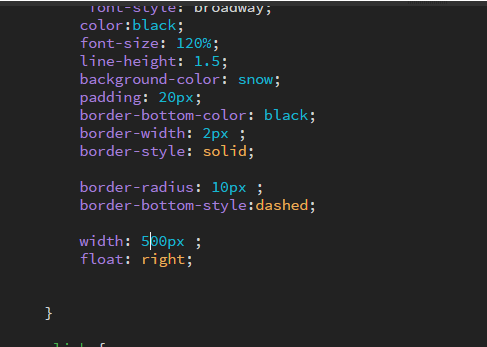 font-style: broadway;
color:black;
font-size: 120%;
line-height: 1.5;
background-color: snow;
padding: 20px;
border-bottom-color: black;
border-width: 2px ;
border-style: solid;
border-radius: 10px ;
border-bottom-style:dashed;
width: 500px ;
float: right;
}